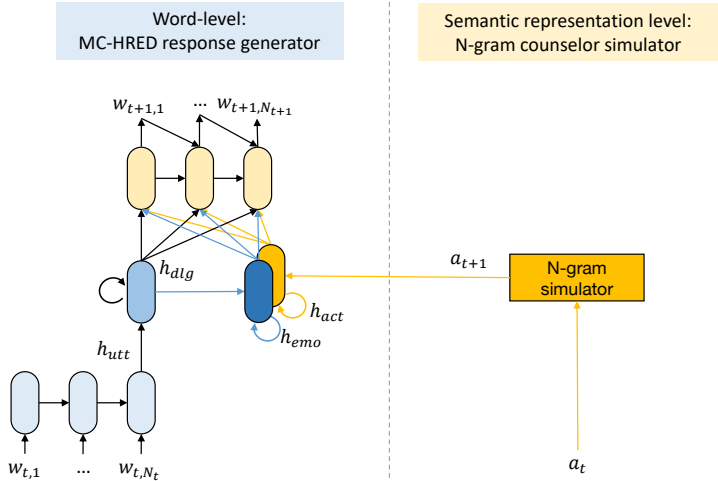 Word-level:
MC-HRED response generator
Semantic representation level:
N-gram counselor simulator
w_{t+1,1} ... w_{t+1,N_{t+1}}
h_{dlg}
a_{t+1}
N-gram
simulator
h_{act}
h_{emo}
h_{utt}
w_{t,1} ... w_{t,N_t}
a_t